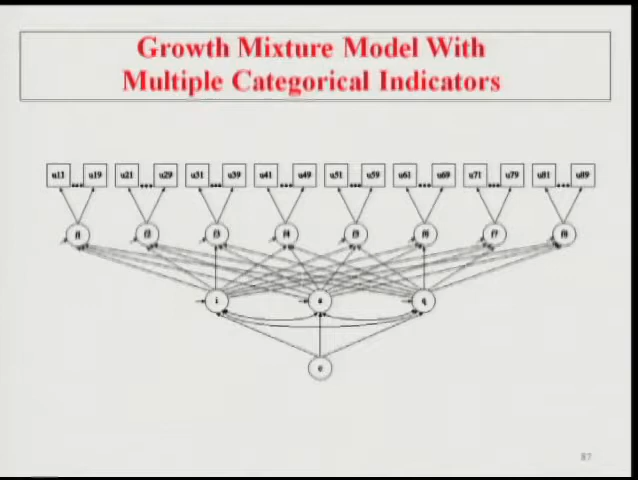 Growth Mixture Model With
Multiple Categorical Indicators
u11 ... u19 u21 ... u29 u31 ... u39 u41 ... u49 u51 ... u59 u61 ... u69 u71 ... u79 u81 ... u89
f1 f2 f3 f4 f5 f6 f7 f8
i s q
c
87